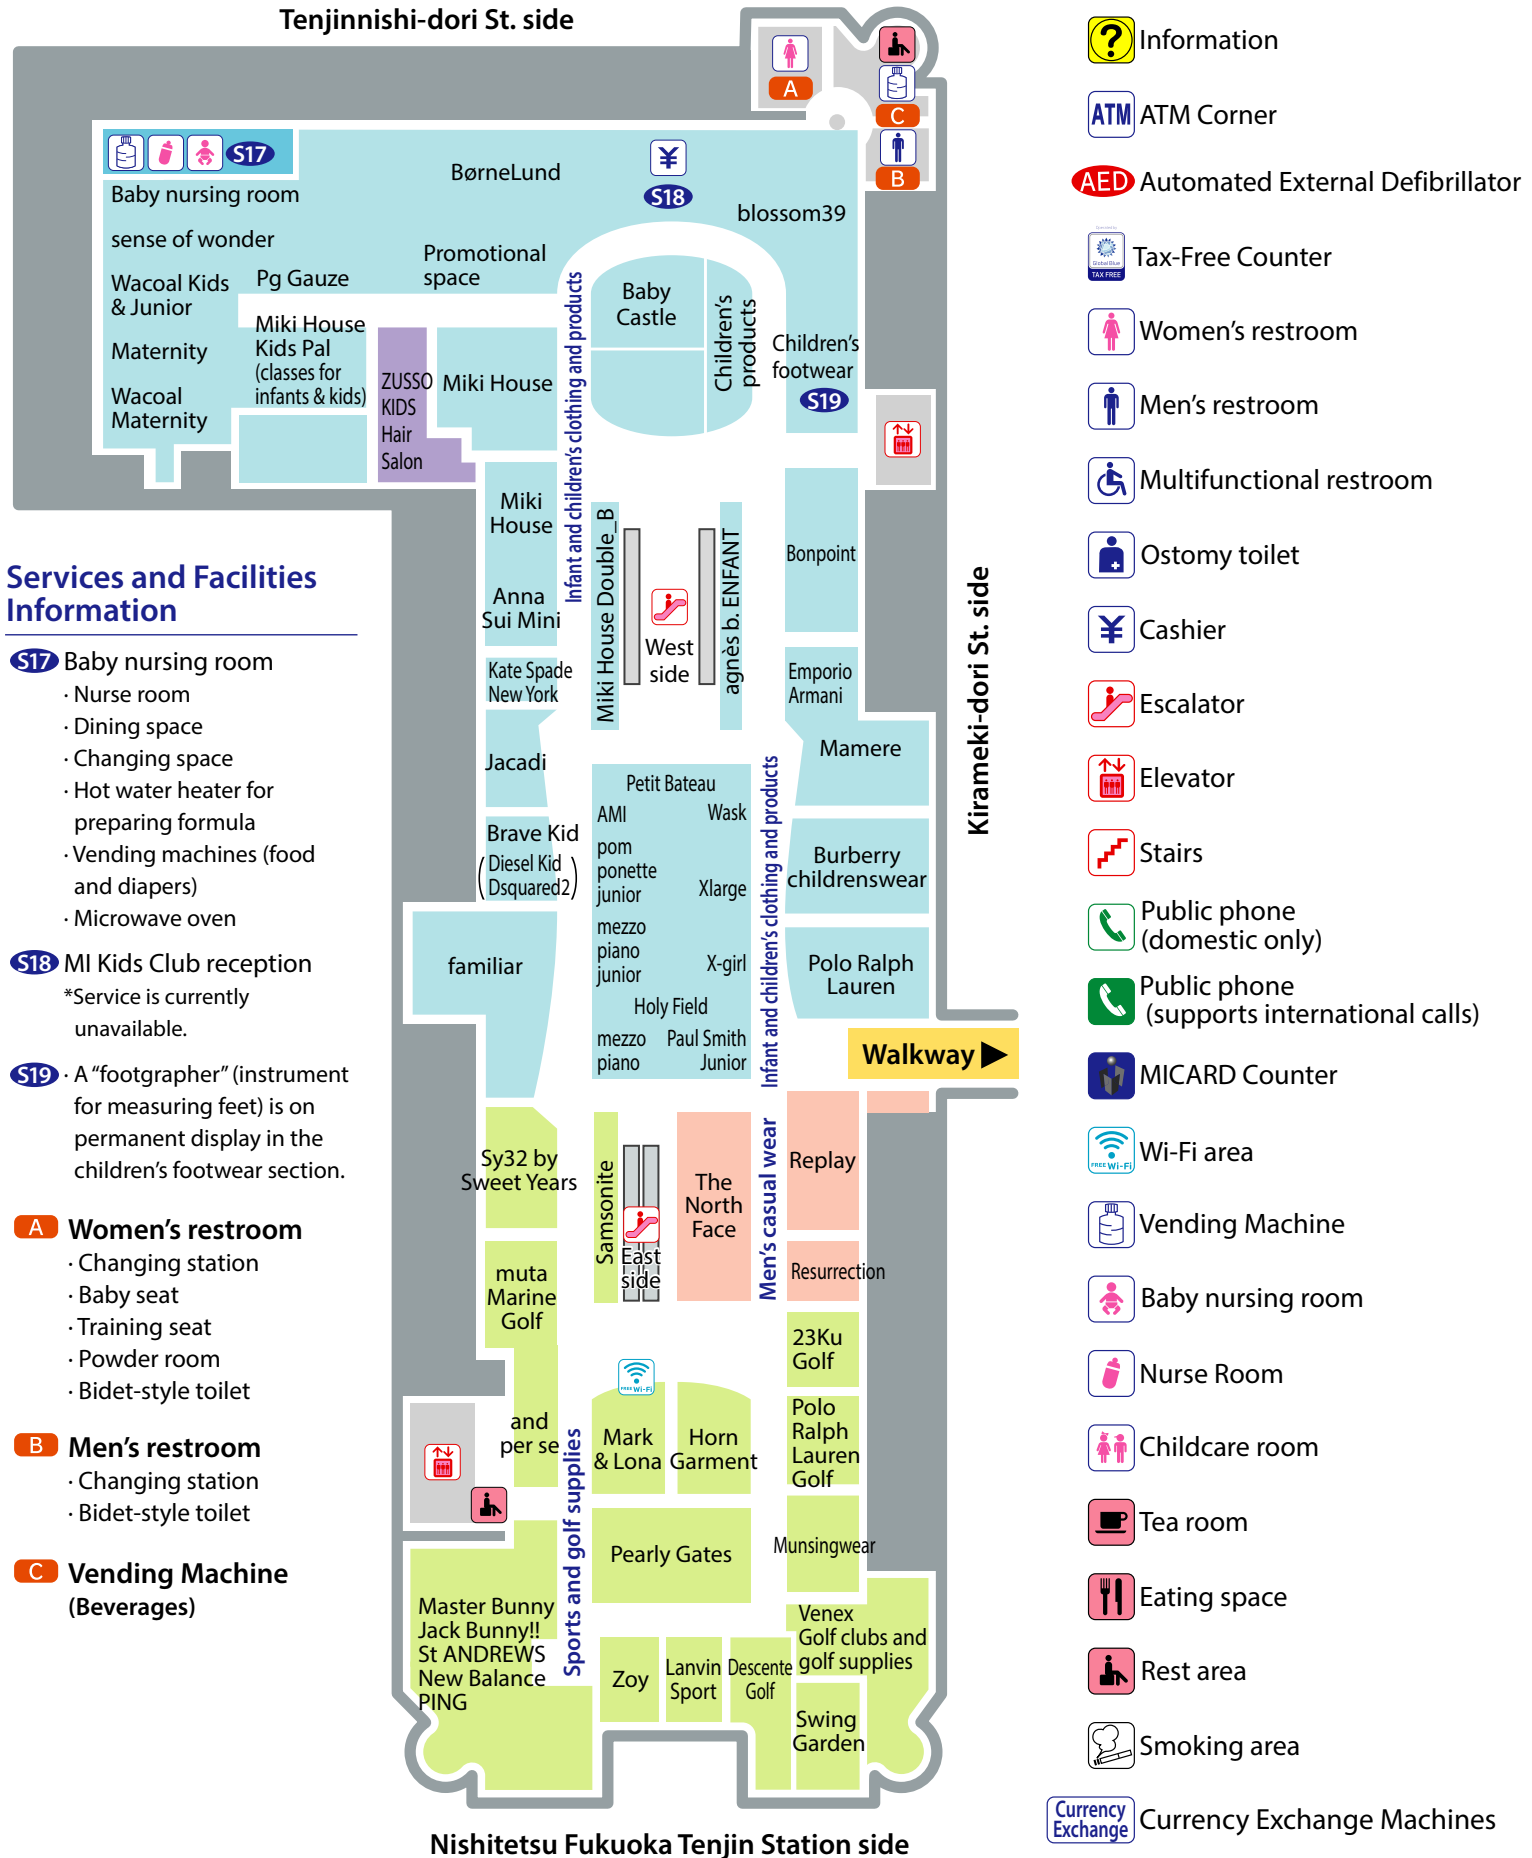 Tenjinnishi-dori St. side
A
C
B
S17
Baby nursing room
sense of wonder
Wacoal Kids
& Junior
Maternity
Wacoal
Maternity
Pg Gauze
Miki House
Kids Pal
(classes for
infants & kids)
ZUSSO
KIDS
Hair
Salon
Promotional
space
BørneLund
¥
S18
blossom39
Baby
Castle
Children's
products
Children's
footwear
S19
Miki House
Infant and children's clothing and products
Miki
House
Anna
Sui Mini
Kate Spade
New York
Jacadi
Brave Kid
(Diesel Kid
Dsquared2)
familiar
Miki House Double_B
West
side
agnès b. ENFANT
Bonpoint
Emporio
Armani
Mamere
Burberry
childrenswear
Polo Ralph
Lauren
Kirameki-dori St. side
Petit Bateau
AMI
Wask
pom
ponette
junior
Xlarge
mezzo
piano
junior
X-girl
Holy Field
mezzo
piano
Paul Smith
Junior
Infant and children's clothing and products
Walkway ▶
Sy32 by
Sweet Years
Samsonite
East
side
The
North
Face
Men's casual wear
Replay
Resurrection
muta
Marine
Golf
and
per se
FREE Wi-Fi
Mark
& Lona
Horn
Garment
23Ku
Golf
Polo
Ralph
Lauren
Golf
Sports and golf supplies
Pearly Gates
Munsingwear
Master Bunny
Jack Bunny!!
St ANDREWS
New Balance
PING
Zoy
Lanvin
Sport
Descente
Golf
Venex
Golf clubs and
golf supplies
Swing
Garden
Nishitetsu Fukuoka Tenjin Station side
Services and Facilities
Information
S17 Baby nursing room
· Nurse room
· Dining space
· Changing space
· Hot water heater for
preparing formula
· Vending machines (food
and diapers)
· Microwave oven
S18 MI Kids Club reception
*Service is currently
unavailable.
S19 · A “footgrapher” (instrument
for measuring feet) is on
permanent display in the
children's footwear section.
A Women's restroom
· Changing station
· Baby seat
· Training seat
· Powder room
· Bidet-style toilet
B Men's restroom
· Changing station
· Bidet-style toilet
C Vending Machine
(Beverages)
? Information
ATM ATM Corner
AED Automated External Defibrillator
Global Blue
TAX FREE
Tax-Free Counter
Women's restroom
Men's restroom
Multifunctional restroom
Ostomy toilet
¥ Cashier
Escalator
Elevator
Stairs
Public phone
(domestic only)
Public phone
(supports international calls)
MICARD Counter
FREE Wi-Fi
Wi-Fi area
Vending Machine
Baby nursing room
Nurse Room
Childcare room
Tea room
Eating space
Rest area
Smoking area
Currency
Exchange
Currency Exchange Machines